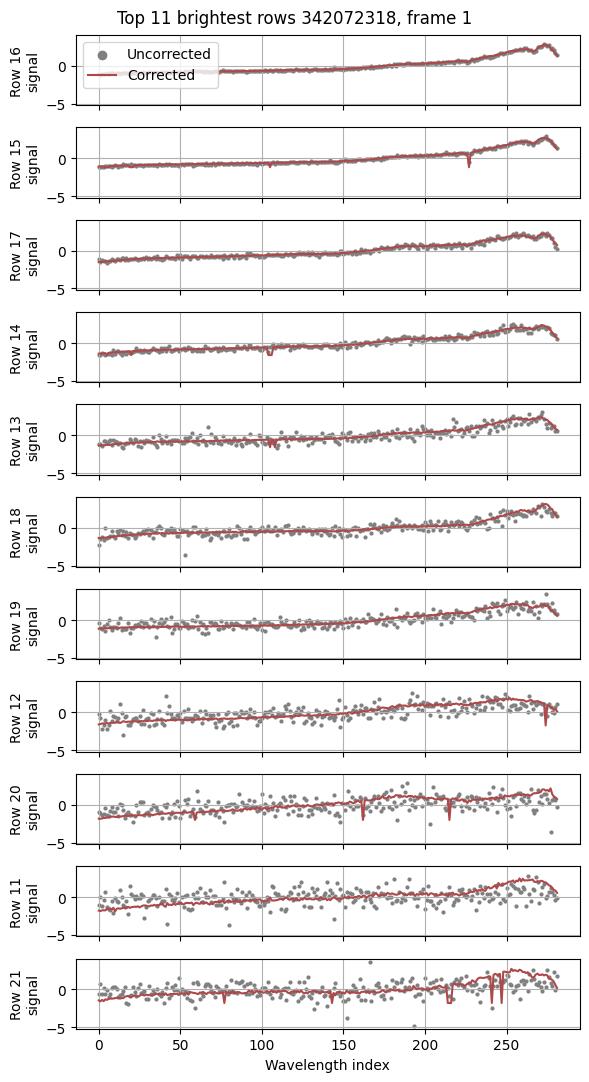 Top 11 brightest rows 342072318, frame 1
Row 16
signal
0
−5
Uncorrected
Corrected
Row 15
signal
0
−5
Row 17
signal
0
−5
Row 14
signal
0
−5
Row 13
signal
0
−5
Row 18
signal
0
−5
Row 19
signal
0
−5
Row 12
signal
0
−5
Row 20
signal
0
−5
Row 11
signal
0
−5
Row 21
signal
0
−5
0 50 100 150 200 250
Wavelength index